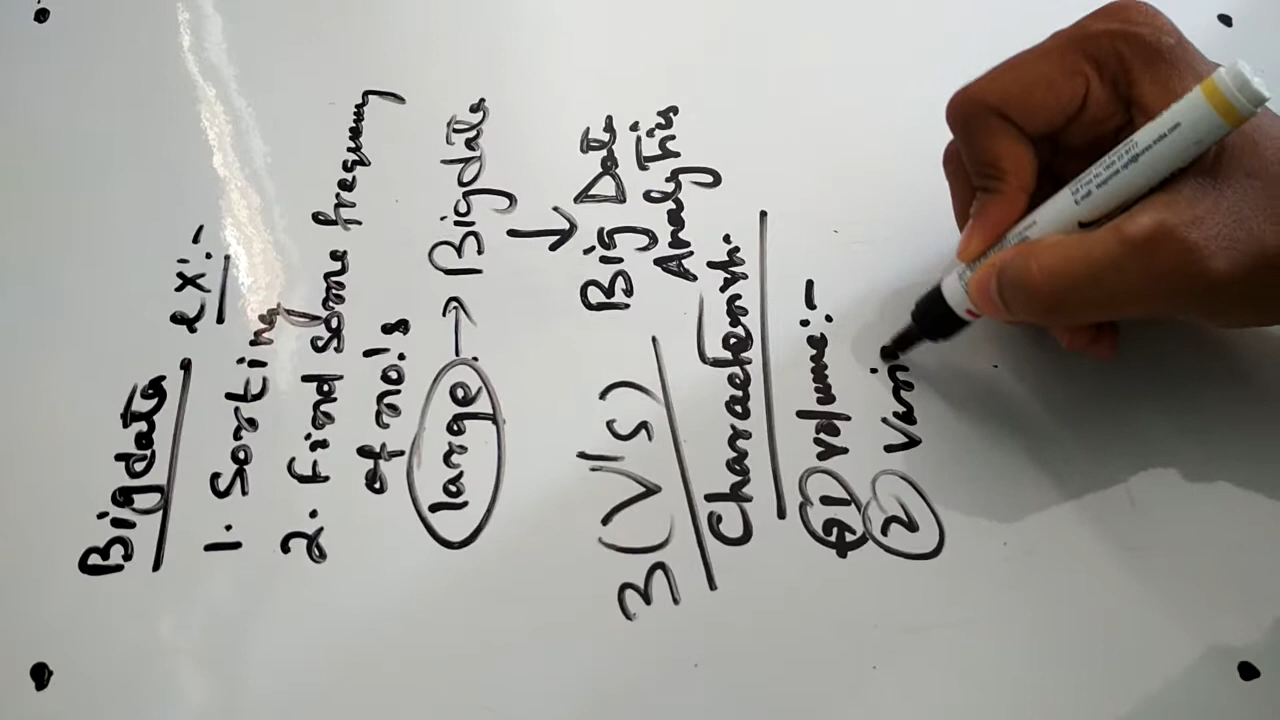 Bigdata ex:-
1. Sorting
2. Find some frequency
of no!s
large → Bigdata
↓
Big Data
Analytics
3(V's)
Characteristi.
① Volume:-
② Vari